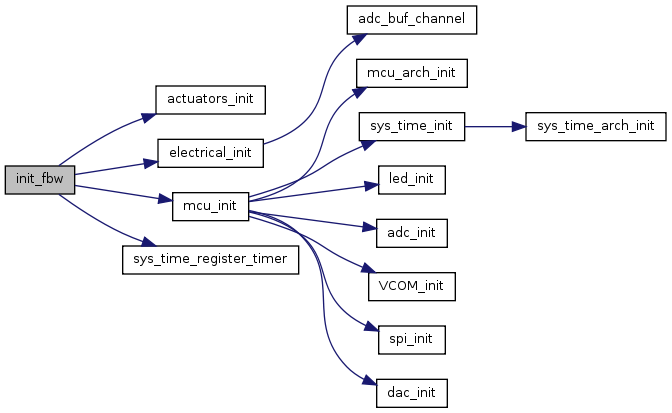 adc_buf_channel
mcu_arch_init
actuators_init
sys_time_init
sys_time_arch_init
electrical_init
init_fbw
led_init
mcu_init
adc_init
sys_time_register_timer
VCOM_init
spi_init
dac_init